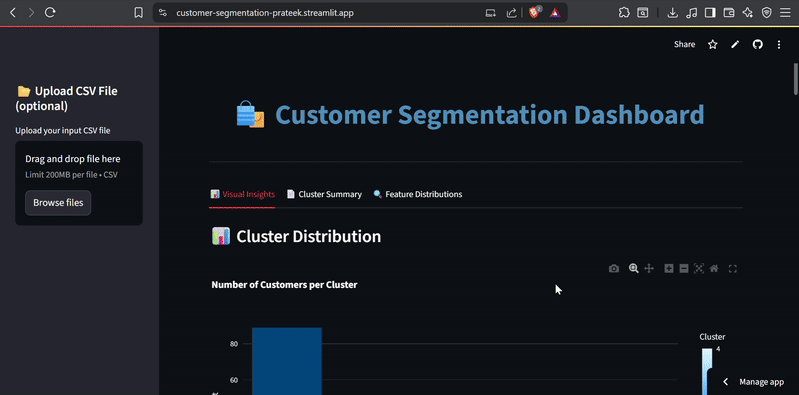 customer-segmentation-prateek.streamlit.app
Share
Upload CSV File
(optional)
Upload your input CSV file
Drag and drop file here
Limit 200MB per file • CSV
Browse files
Customer Segmentation Dashboard
Visual Insights
Cluster Summary
Feature Distributions
Cluster Distribution
Number of Customers per Cluster
80
60
Cluster
4
Manage app